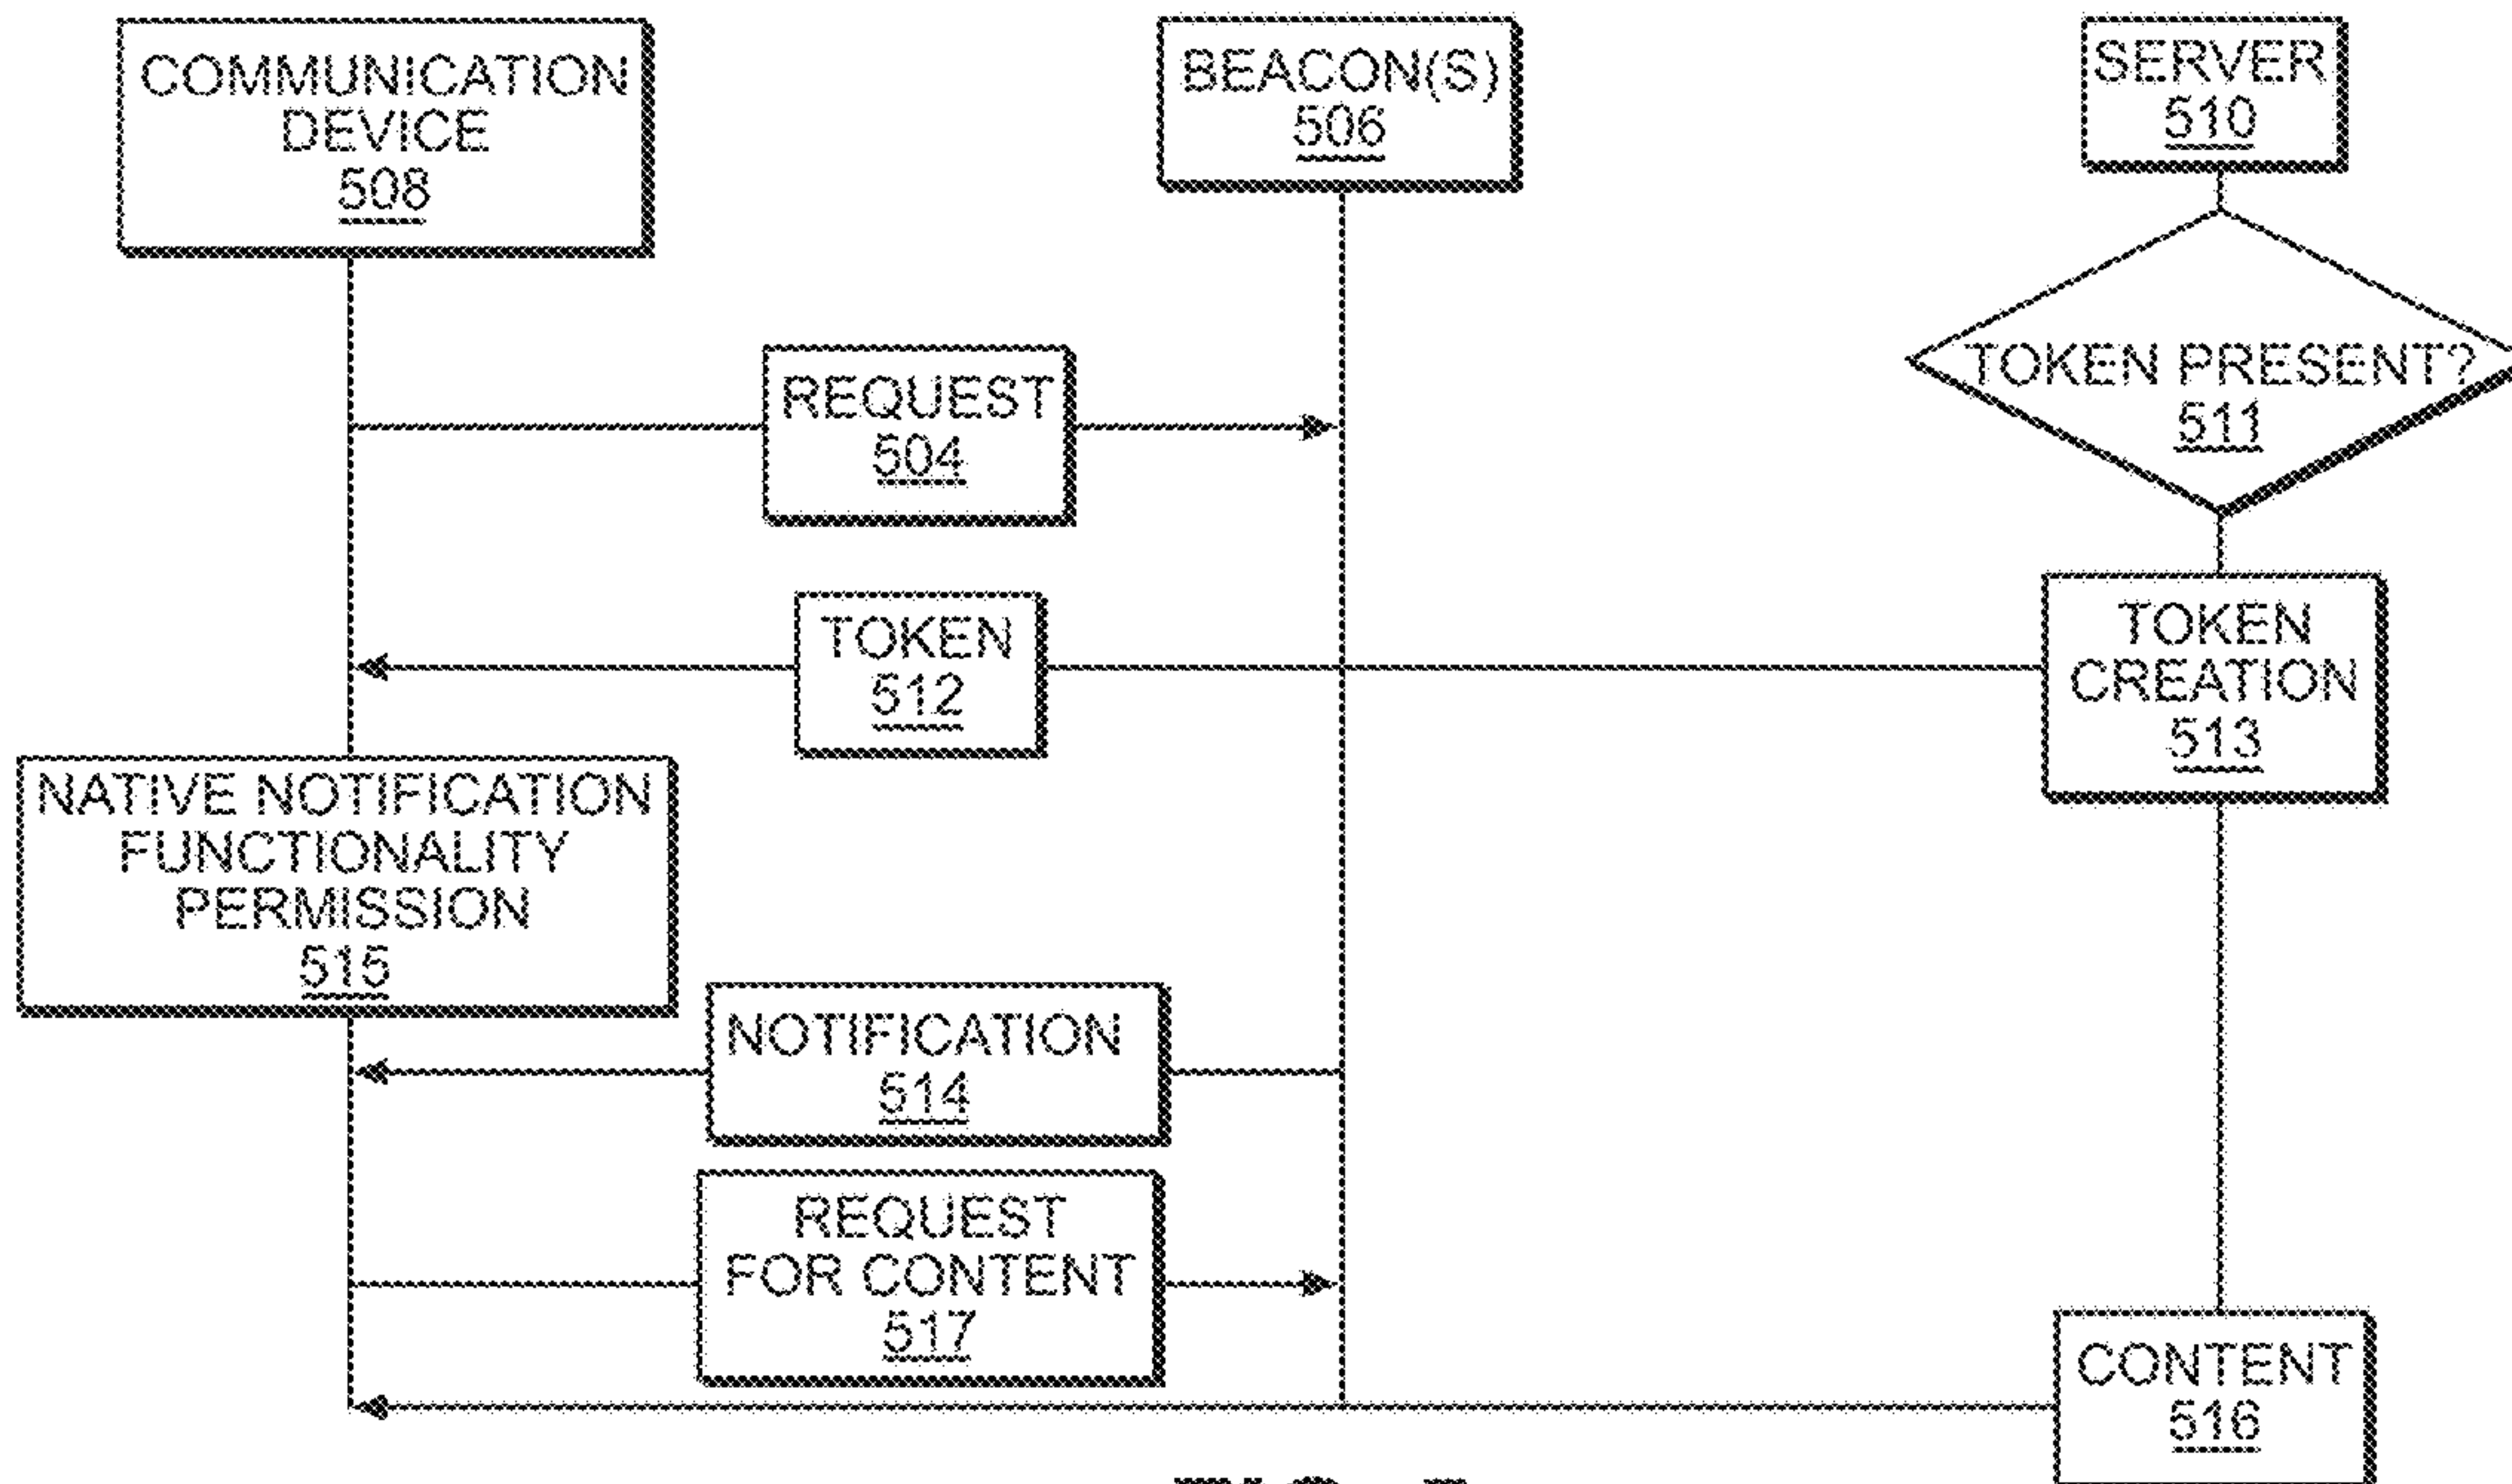 COMMUNICATION
DEVICE
508
BEACON(S)
506
SERVER
510
REQUEST
504
TOKEN PRESENT?
511
TOKEN
512
TOKEN
CREATION
513
NATIVE NOTIFICATION
FUNCTIONALITY
PERMISSION
515
NOTIFICATION
514
REQUEST
FOR CONTENT
517
CONTENT
516